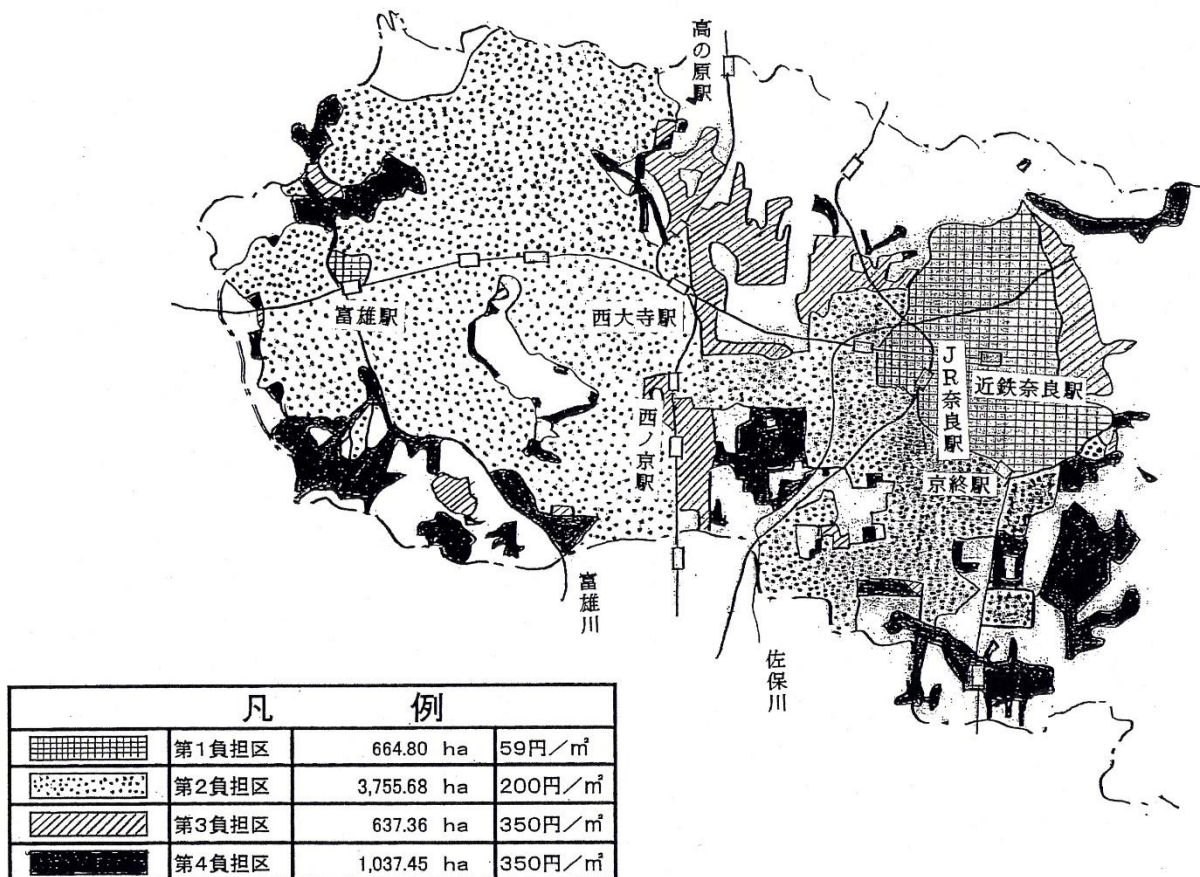 高の原駅
富雄駅
西大寺駅
JR奈良駅
近鉄奈良駅
西ノ京駅
京終駅
富雄川
佐保川
凡例
第1負担区 664.80 ha 59円/㎡
第2負担区 3,755.68 ha 200円/㎡
第3負担区 637.36 ha 350円/㎡
第4負担区 1,037.45 ha 350円/㎡